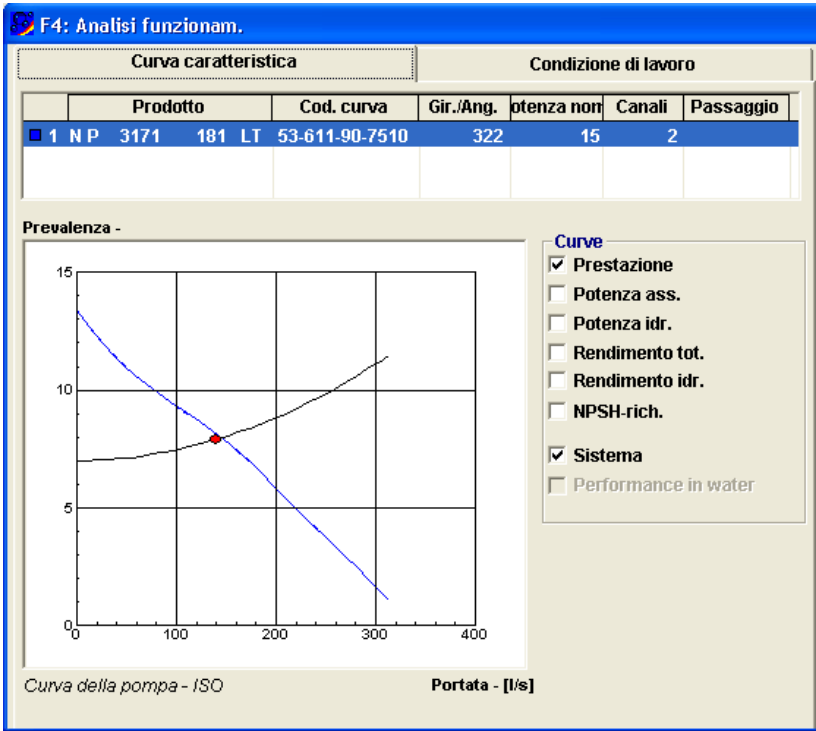 F4: Analisi funzionam.
Curva caratteristica
Condizione di lavoro
Prodotto Cod. curva Gir./Ang. otenza nom Canali Passaggio
1 N P 3171 181 LT 53-611-90-7510 322 15 2
Prevalenza -
Curve
Prestazione
Potenza ass.
Potenza idr.
Rendimento tot.
Rendimento idr.
NPSH-rich.
Sistema
Performance in water
15
10
5
0
0 100 200 300 400
Curva della pompa - ISO
Portata - [l/s]